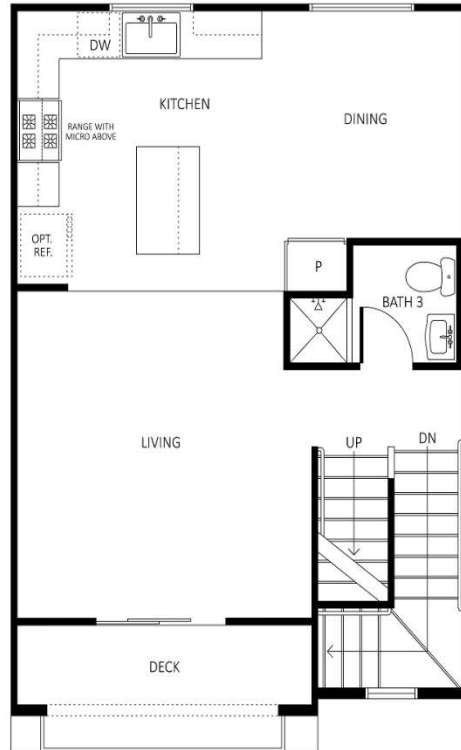 DW
KITCHEN
DINING
RANGE WITH
MICRO ABOVE
OPT.
REF.
P
BATH 3
LIVING
UP
DN
DECK